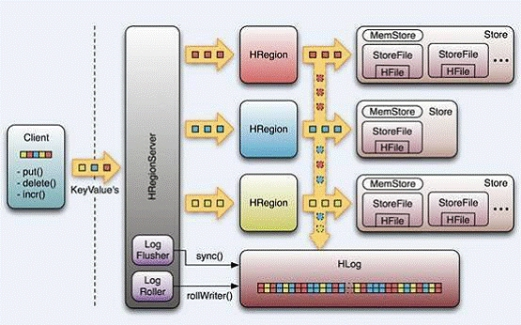 Client
- put()
- delete()
- incr()
KeyValue's
HRegionServer
Log
Flusher
Log
Roller
sync()
rollWriter()
HRegion
MemStore
Store
StoreFile
HFile
StoreFile
HFile
...
HRegion
MemStore
Store
StoreFile
HFile
HRegion
MemStore
Store
StoreFile
HFile
StoreFile
HFile
...
HLog